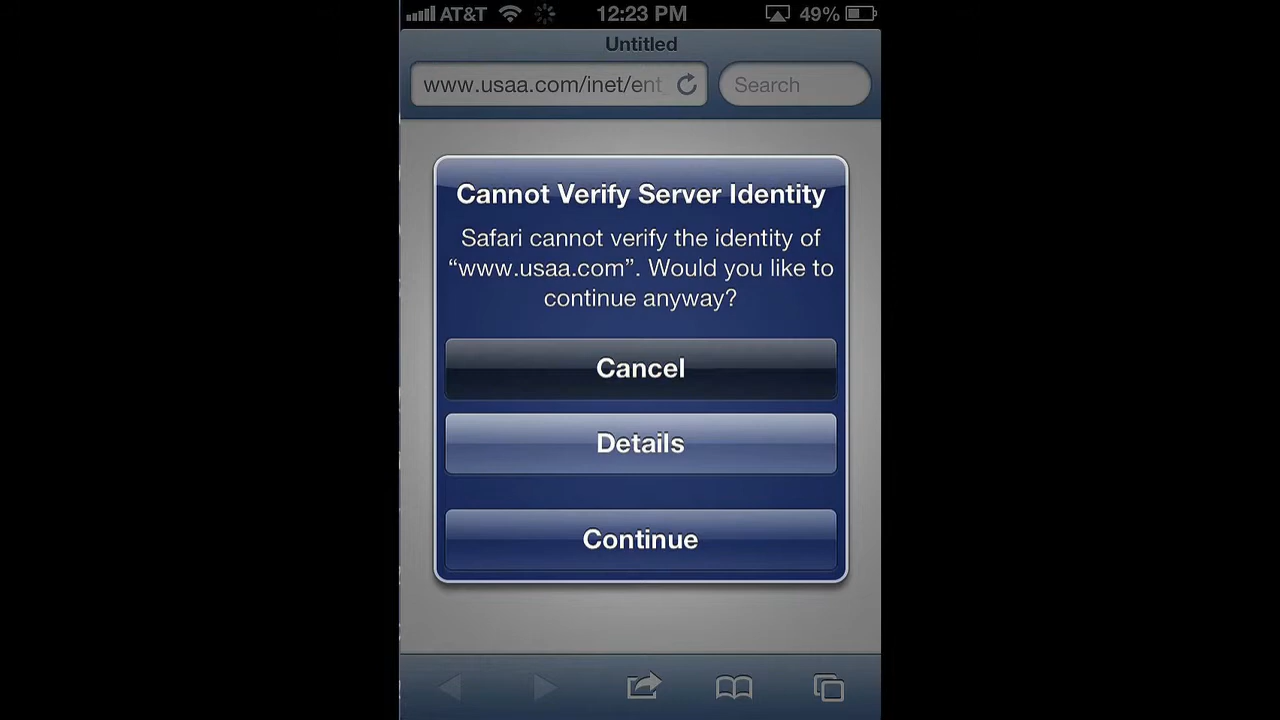 AT&T 12:23 PM 49%
Untitled
www.usaa.com/inet/ent_ Search
Cannot Verify Server Identity
Safari cannot verify the identity of
“www.usaa.com”. Would you like to
continue anyway?
Cancel
Details
Continue